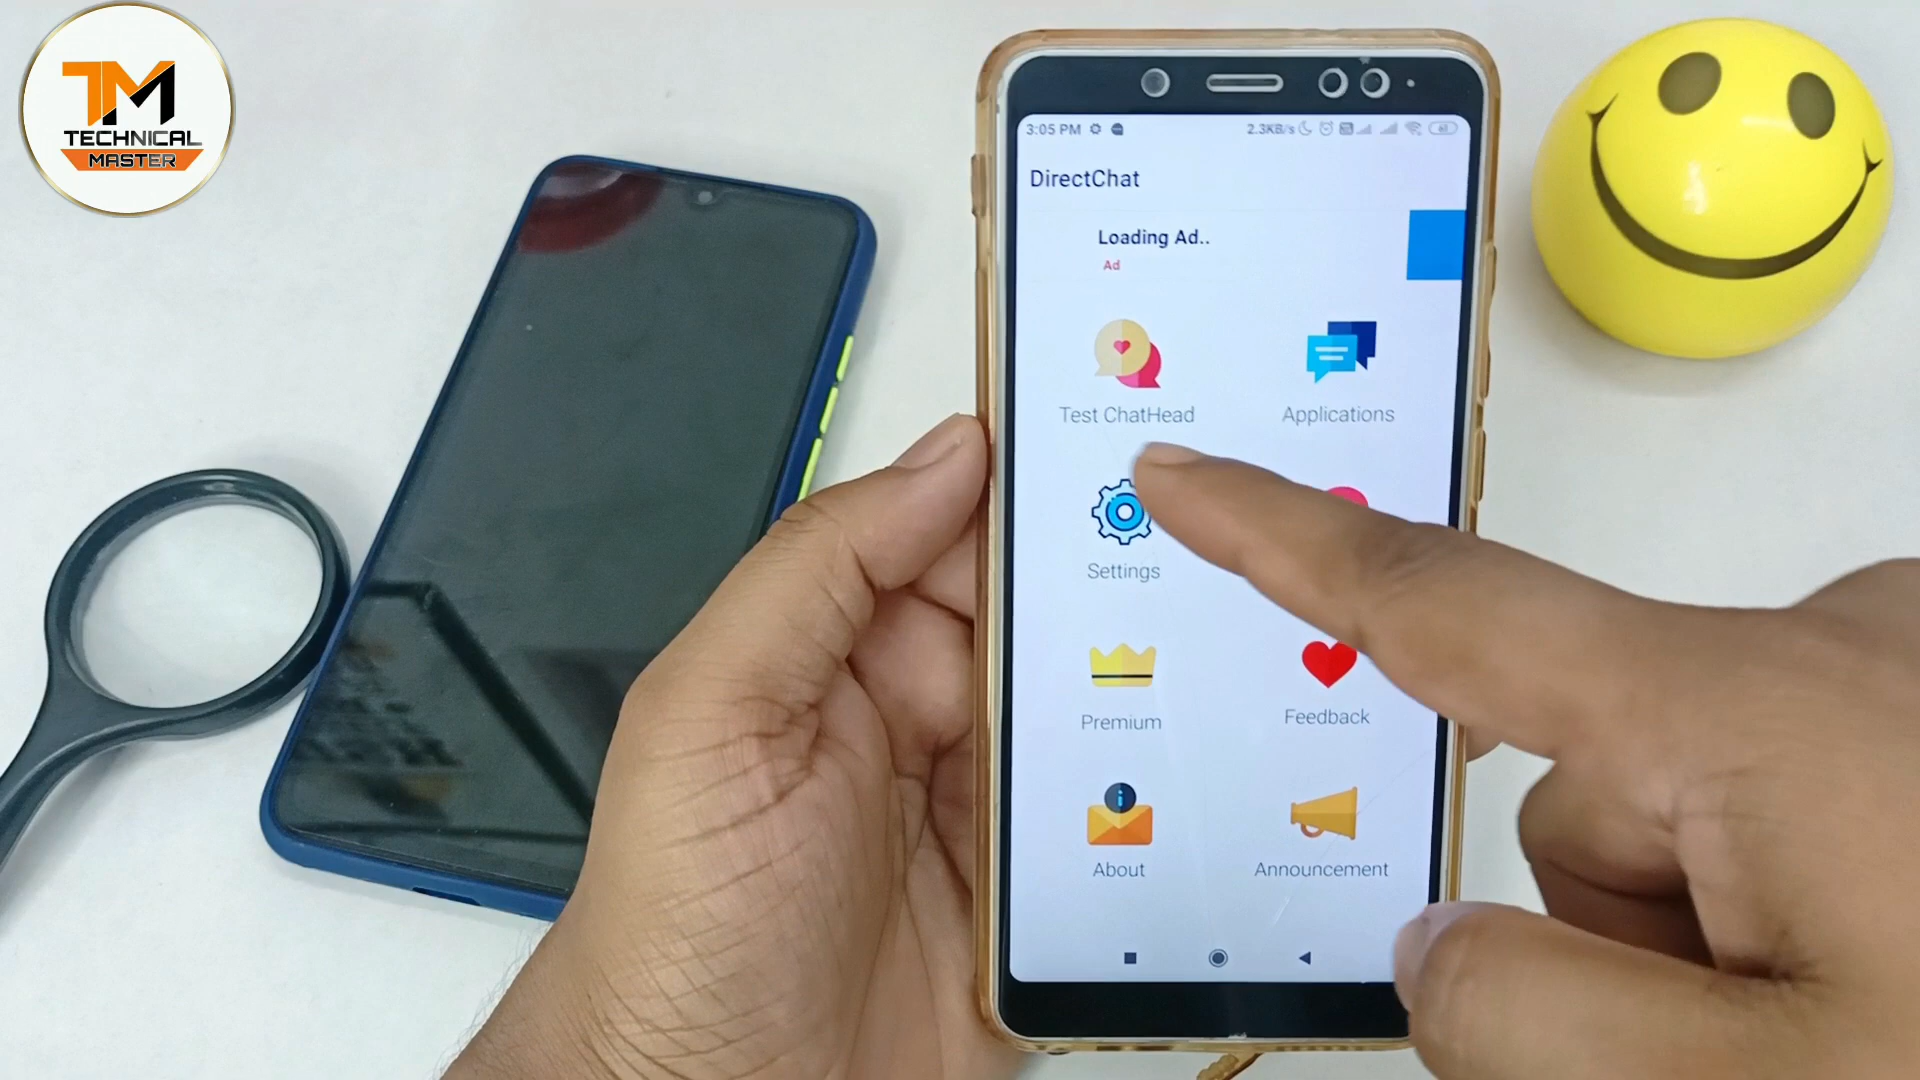 TM
TECHNICAL
MASTER
3:05 PM
2.3KB/s
DirectChat
Loading Ad..
Ad
Test ChatHead
Applications
Settings
Premium
Feedback
About
Announcement